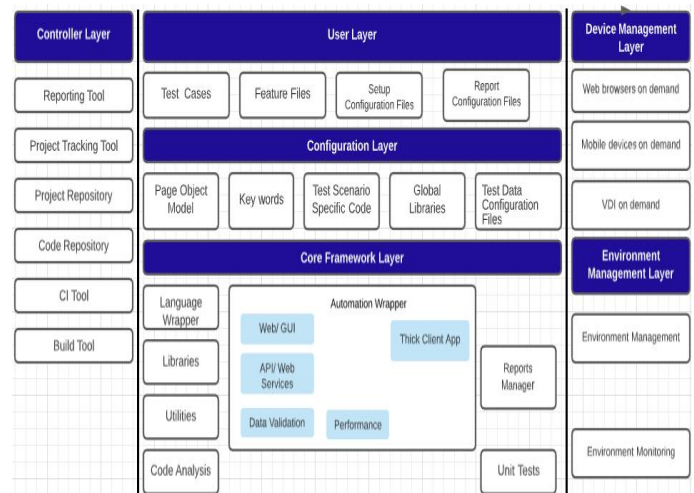 Controller Layer
Reporting Tool
Project Tracking Tool
Project Repository
Code Repository
CI Tool
Build Tool
User Layer
Test Cases
Feature Files
Setup
Configuration Files
Report
Configuration Files
Configuration Layer
Page Object
Model
Key words
Test Scenario
Specific Code
Global
Libraries
Test Data
Configuration
Files
Core Framework Layer
Language
Wrapper
Libraries
Utilities
Code Analysis
Automation Wrapper
Web/ GUI
API/ Web
Services
Data Validation
Performance
Thick Client App
Reports
Manager
Unit Tests
Device Management
Layer
Web browsers on demand
Mobile devices on demand
VDI on demand
Environment
Management Layer
Environment Management
Environment Monitoring